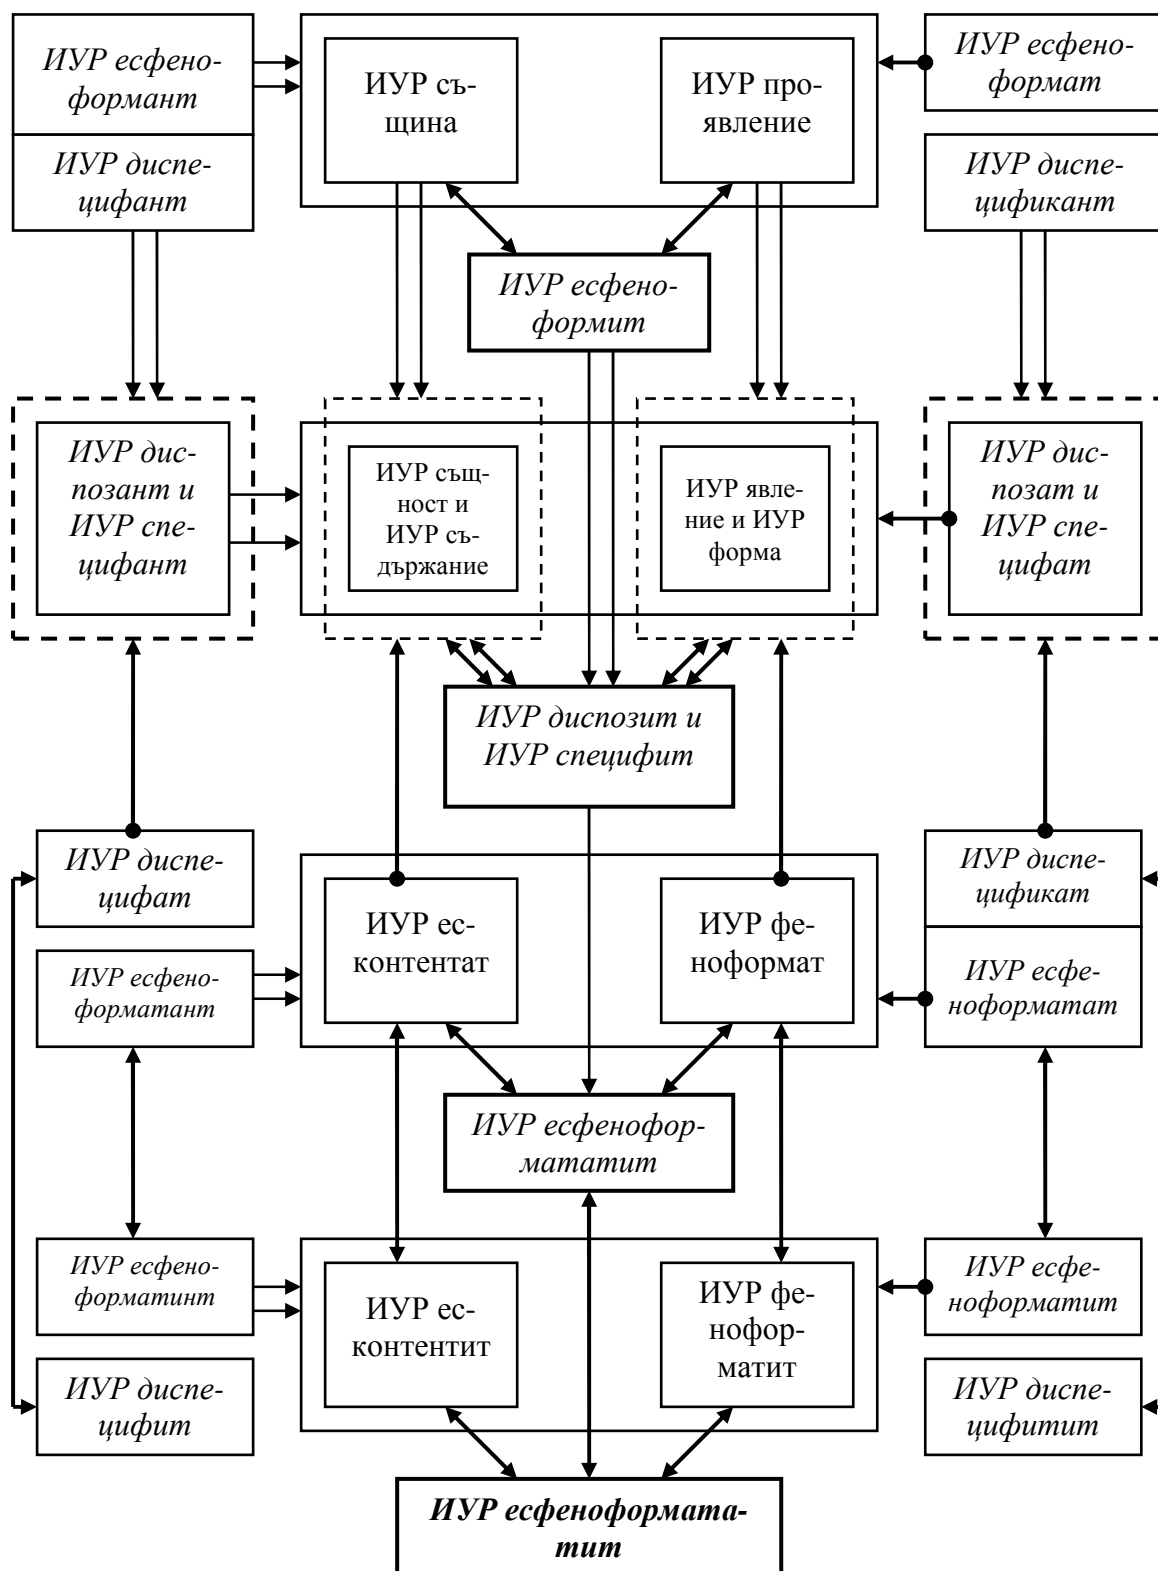 ИУР есфено-
формант
ИУР същ-
щина
ИУР про-
явление
ИУР есфено-
формат
ИУР диспе-
цифант
ИУР диспе-
цификант
ИУР есфено-
формит
ИУР дис-
позант и
ИУР спе-
цифант
ИУР същ-
ност и
ИУР съ-
държание
ИУР явле-
ние и ИУР
форма
ИУР дис-
позат и
ИУР спе-
цифат
ИУР диспозит и
ИУР специфит
ИУР диспе-
цифат
ИУР ес-
контентат
ИУР фе-
ноформат
ИУР диспе-
цификат
ИУР есфено-
форматант
ИУР есфе-
ноформатат
ИУР есфенофор-
мататит
ИУР есфено-
форматинт
ИУР ес-
контентит
ИУР фе-
нофор-
матит
ИУР есфе-
ноформатит
ИУР диспе-
цифит
ИУР диспе-
цифитит
ИУР есфеноформата-
тит